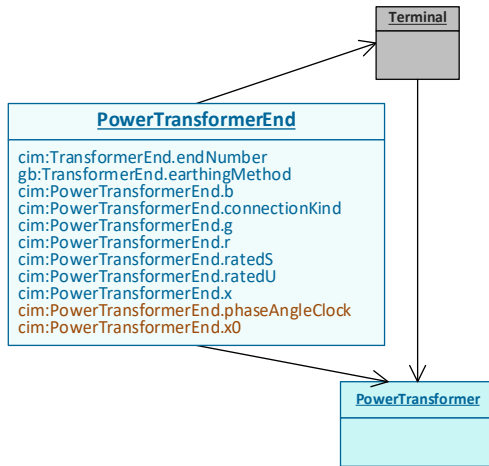 Terminal
PowerTransformerEnd
cim:TransformerEnd.endNumber
gb:TransformerEnd.earthingMethod
cim:PowerTransformerEnd.b
cim:PowerTransformerEnd.connectionKind
cim:PowerTransformerEnd.g
cim:PowerTransformerEnd.r
cim:PowerTransformerEnd.ratedS
cim:PowerTransformerEnd.ratedU
cim:PowerTransformerEnd.x
cim:PowerTransformerEnd.phaseAngleClock
cim:PowerTransformerEnd.x0
PowerTransformer